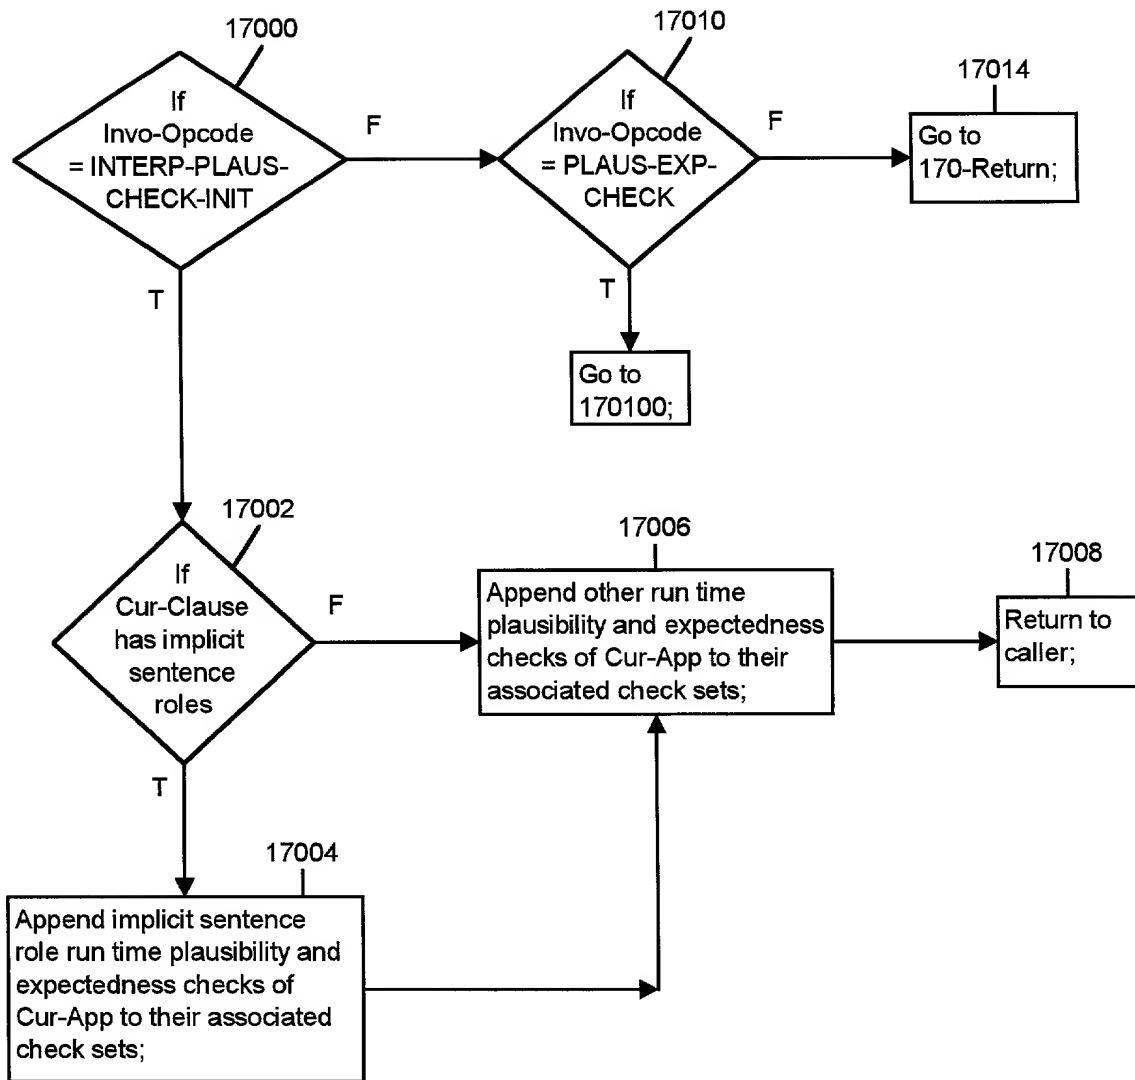 17000
If
Invo-Opcode
= INTERP-PLAUS-
CHECK-INIT
F
T
17010
If
Invo-Opcode
= PLAUS-EXP-
CHECK
F
T
17014
Go to
170-Return;
Go to
170100;
17002
If
Cur-Clause
has implicit
sentence
roles
F
T
17006
Append other run time
plausibility and expectedness
checks of Cur-App to their
associated check sets;
17008
Return to
caller;
17004
Append implicit sentence
role run time plausibility and
expectedness checks of
Cur-App to their associated
check sets;